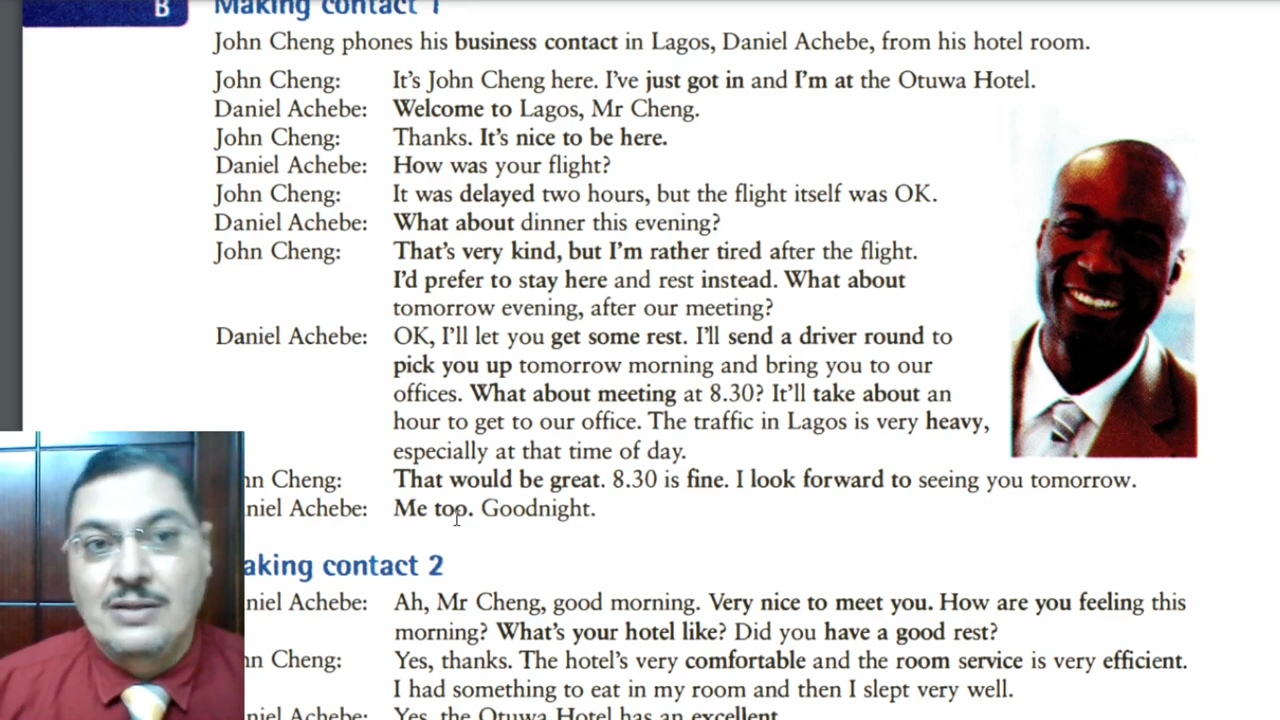 B Making contact 1
John Cheng phones his business contact in Lagos, Daniel Achebe, from his hotel room.
John Cheng: It's John Cheng here. I've just got in and I'm at the Otuwa Hotel.
Daniel Achebe: Welcome to Lagos, Mr Cheng.
John Cheng: Thanks. It's nice to be here.
Daniel Achebe: How was your flight?
John Cheng: It was delayed two hours, but the flight itself was OK.
Daniel Achebe: What about dinner this evening?
John Cheng: That's very kind, but I'm rather tired after the flight.
I'd prefer to stay here and rest instead. What about
tomorrow evening, after our meeting?
Daniel Achebe: OK, I'll let you get some rest. I'll send a driver round to
pick you up tomorrow morning and bring you to our
offices. What about meeting at 8.30? It'll take about an
hour to get to our office. The traffic in Lagos is very heavy,
especially at that time of day.
hn Cheng: That would be great. 8.30 is fine. I look forward to seeing you tomorrow.
niel Achebe: Me too. Goodnight.
aking contact 2
niel Achebe: Ah, Mr Cheng, good morning. Very nice to meet you. How are you feeling this
morning? What's your hotel like? Did you have a good rest?
hn Cheng: Yes, thanks. The hotel's very comfortable and the room service is very efficient.
I had something to eat in my room and then I slept very well.
niel Achebe: Yes, the Otuwa Hotel has an excellent